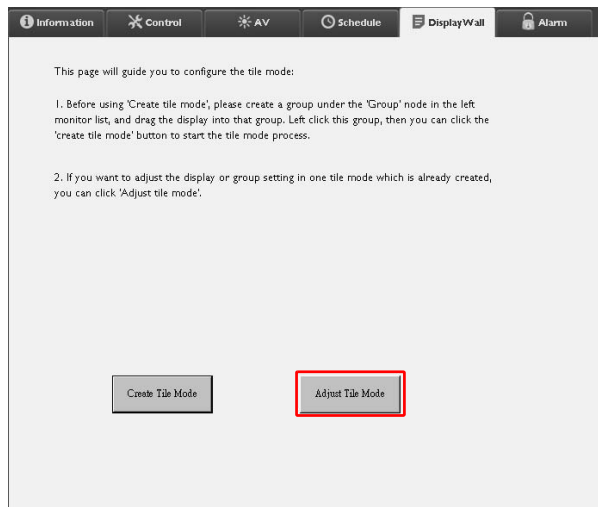 Information Control AV Schedule DisplayWall Alarm
This page will guide you to configure the tile mode:
1. Before using 'Create tile mode', please create a group under the 'Group' node in the left
monitor list, and drag the display into that group. Left click this group, then you can click the
'create tile mode' button to start the tile mode process.
2. If you want to adjust the display or group setting in one tile mode which is already created,
you can click 'Adjust tile mode'.
Create Tile Mode Adjust Tile Mode